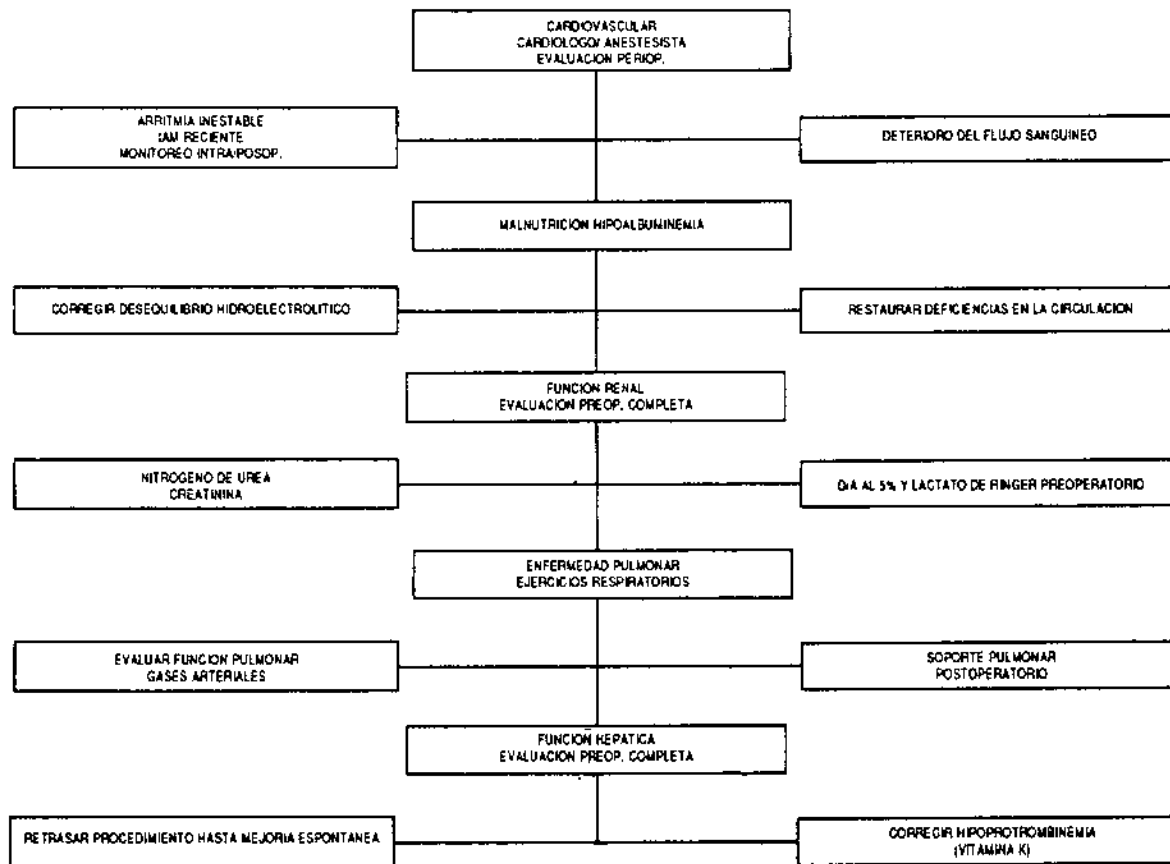 CARDIOVASCULAR
CARDIOLOGO/ANESTESISTA
EVALUACION PERIOP.
ARRITMIA INESTABLE
IAM RECIENTE
MONITOREO INTRA/POSOP.
DETERIORO DEL FLUJO SANGUINEO
MALNUTRICION HIPOALBUMINEMIA
CORREGIR DESEQUILIBRIO HIDROELECTROLITICO
RESTAURAR DEFICIENCIAS EN LA CIRCULACION
FUNCION RENAL
EVALUACION PREOP. COMPLETA
NITROGENO DE UREA
CREATININA
AL 5% Y LACTATO DE RINGER PREOPERATORIO
ENFERMEDAD PULMONAR
EJERCICIOS RESPIRATORIOS
EVALUAR FUNCION PULMONAR
GASES ARTERIALES
SOPORTE PULMONAR
POSTOPERATORIO
FUNCION HEPATICA
EVALUACION PREOP. COMPLETA
RETRASAR PROCEDIMIENTO HASTA MEJORIA ESPONTANEA
CORREGIR HIPOPROTROMBINEMIA
(VITAMINA K)